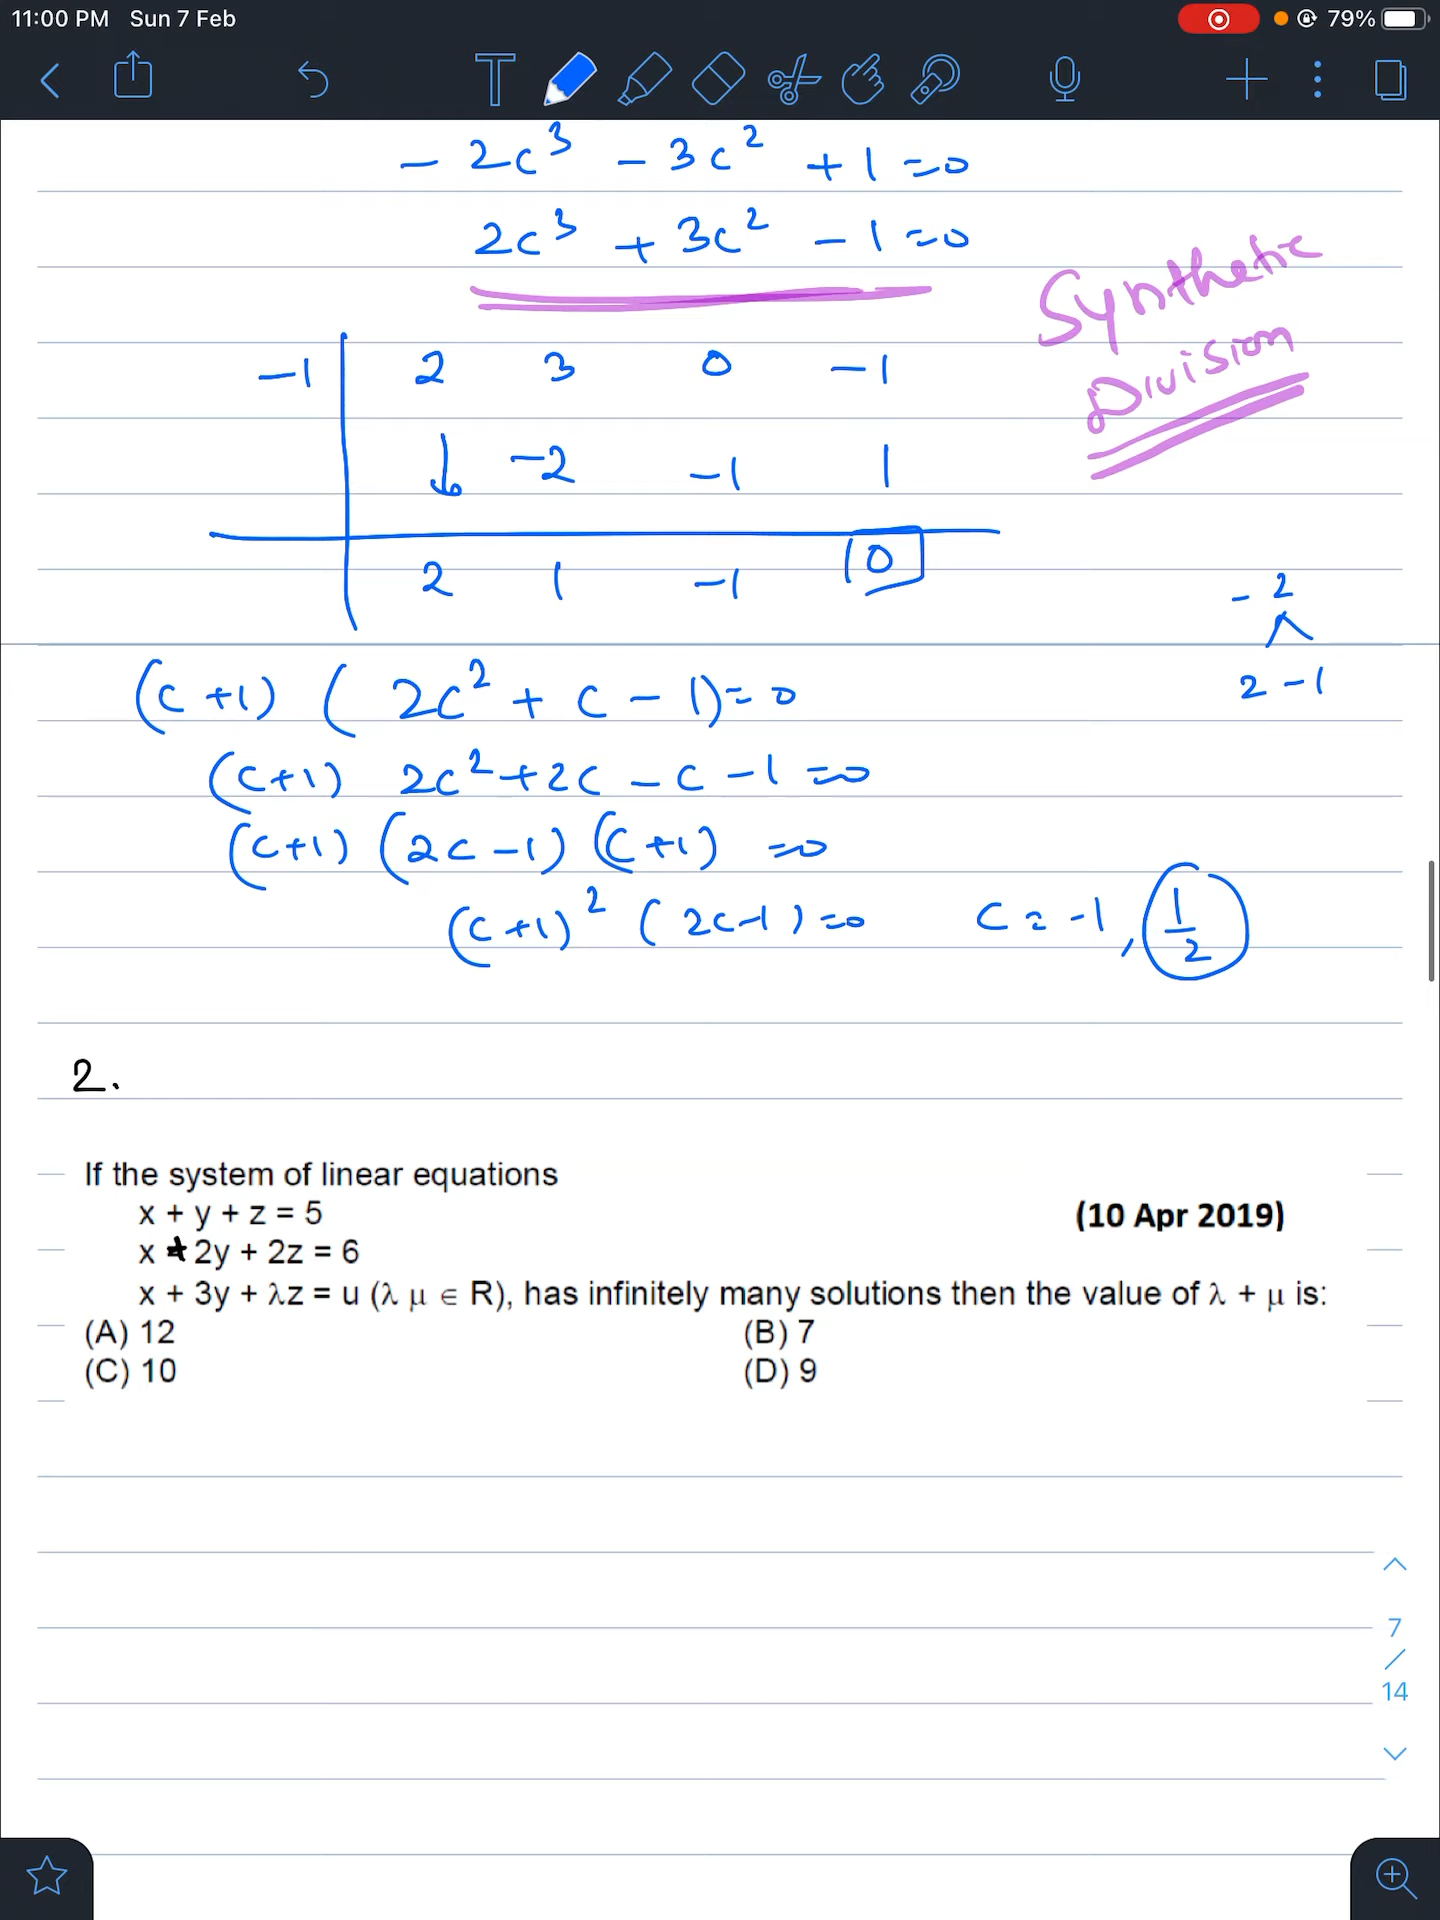 11:00 PM Sun 7 Feb 79%
- 2c³ - 3c² + 1 = 0
2c³ + 3c² - 1 = 0
Synthetic
Division
-1 2 3 0 -1
↓ -2 -1 1
2 1 -1 0
- 2
2 -1
(c + 1) ( 2c² + c - 1) = 0
(c+1) 2c² + 2c - c - 1 = 0
(c+1) (2c - 1) (c + 1) = 0
(c + 1)² ( 2c-1 ) = 0 c = -1, 1/2
2.
If the system of linear equations
x + y + z = 5 (10 Apr 2019)
x + 2y + 2z = 6
x + 3y + λz = u (λ μ ∈ R), has infinitely many solutions then the value of λ + μ is:
(A) 12 (B) 7
(C) 10 (D) 9
7
/
14